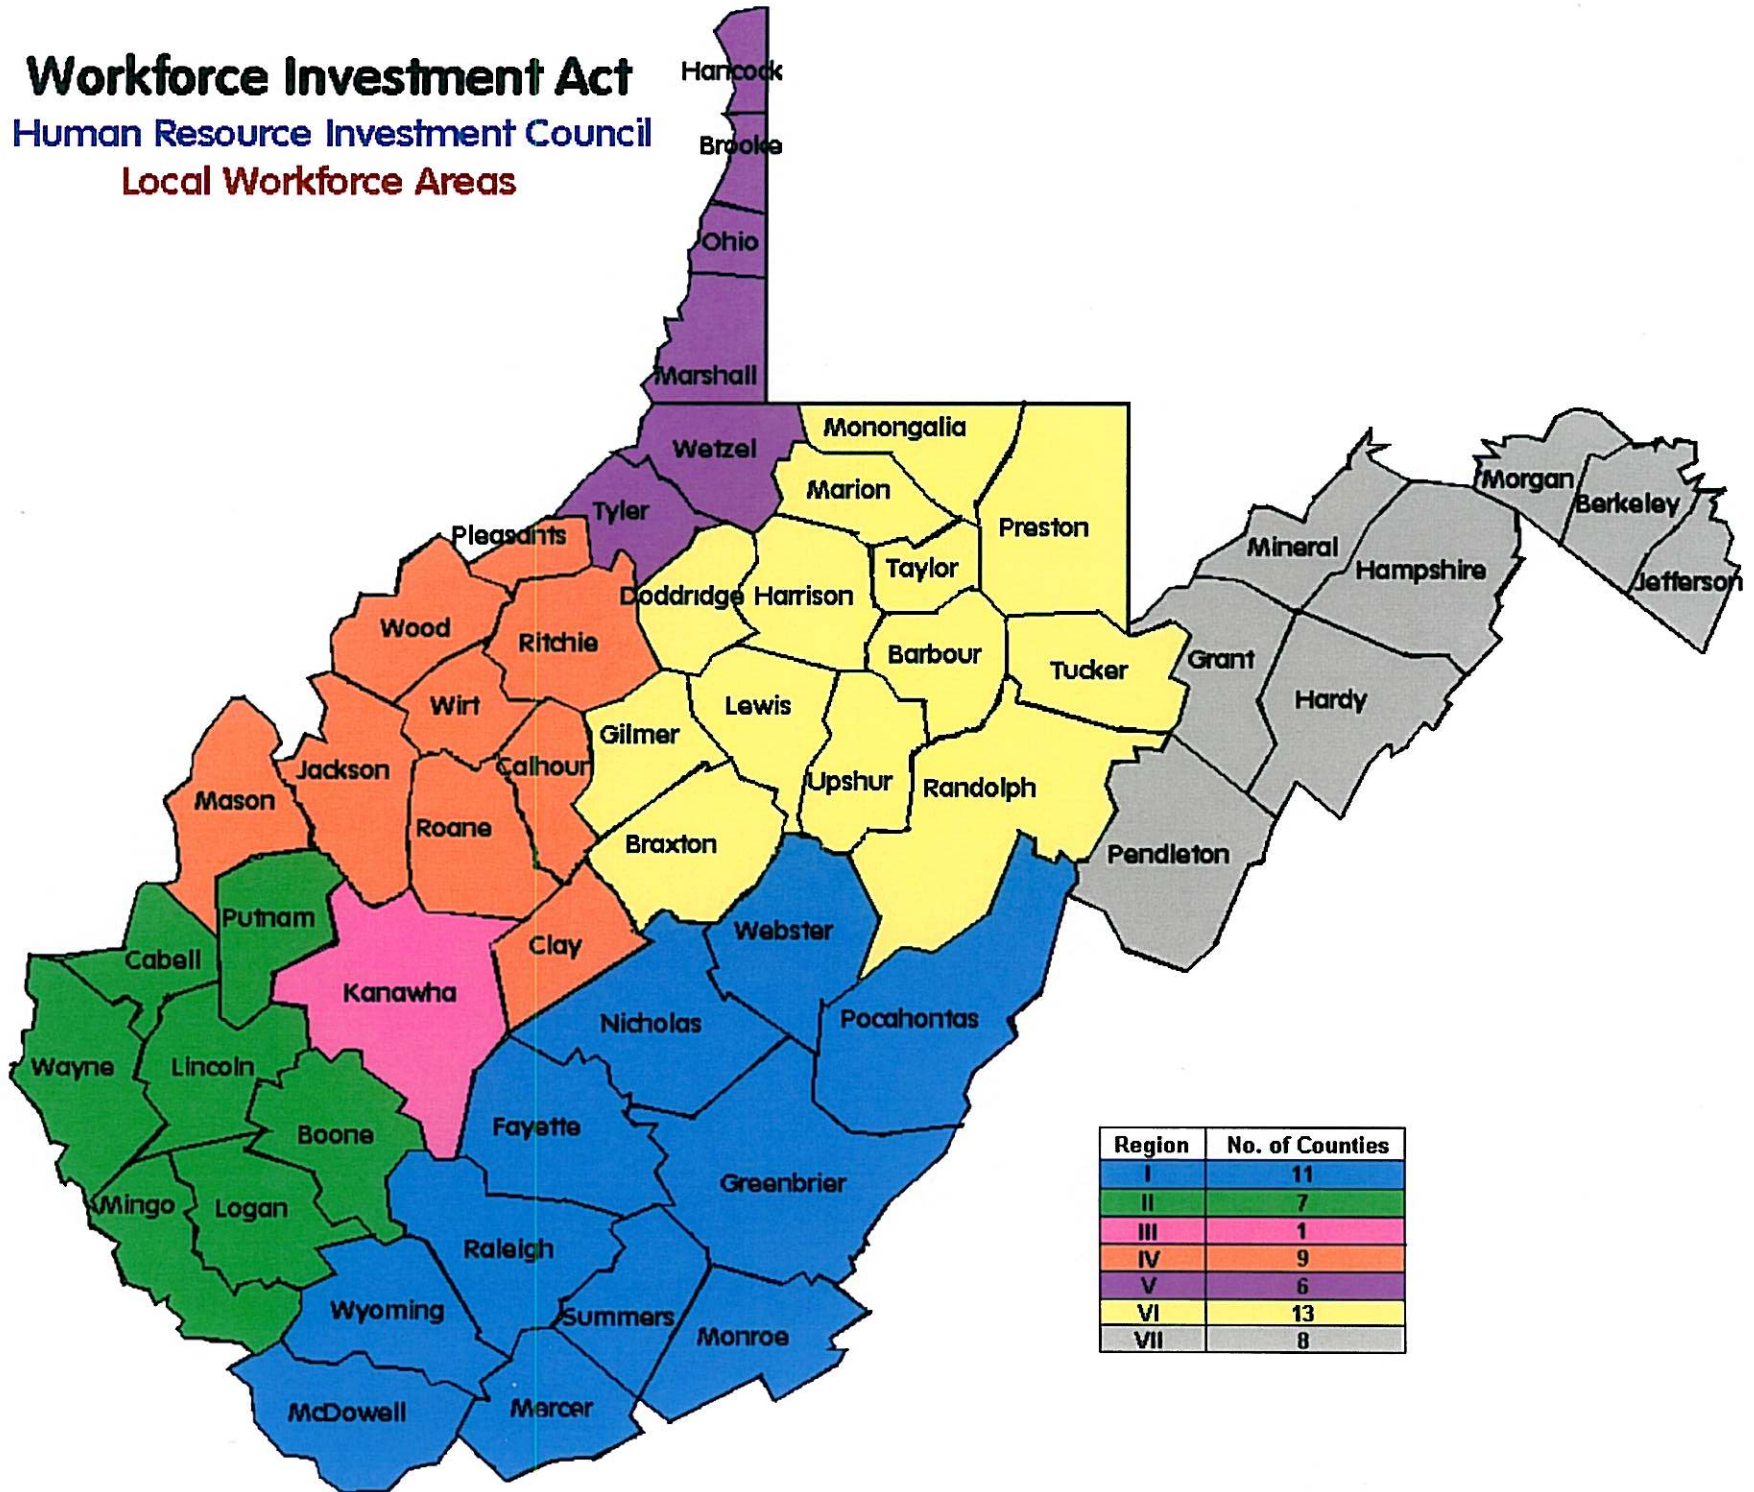 Workforce Investment Act
Human Resource Investment Council
Local Workforce Areas
Hancock
Brooke
Ohio
Marshall
Wetzel
Monongalia
Marion
Tyler
Pleasants
Preston
Morgan
Berkeley
Mineral
Hampshire
Jefferson
Taylor
Doddridge
Harrison
Wood
Ritchie
Barbour
Tucker
Grant
Hardy
Wirt
Lewis
Gilmer
Jackson
Calhoun
Upshur
Randolph
Mason
Roane
Braxton
Pendleton
Putnam
Webster
Clay
Cabell
Kanawha
Nicholas
Pocahontas
Wayne
Lincoln
Fayette
Boone
Greenbrier
Mingo
Logan
Raleigh
Wyoming
Summers
Monroe
McDowell
Mercer
Region No. of Counties
I 11
II 7
III 1
IV 9
V 6
VI 13
VII 8